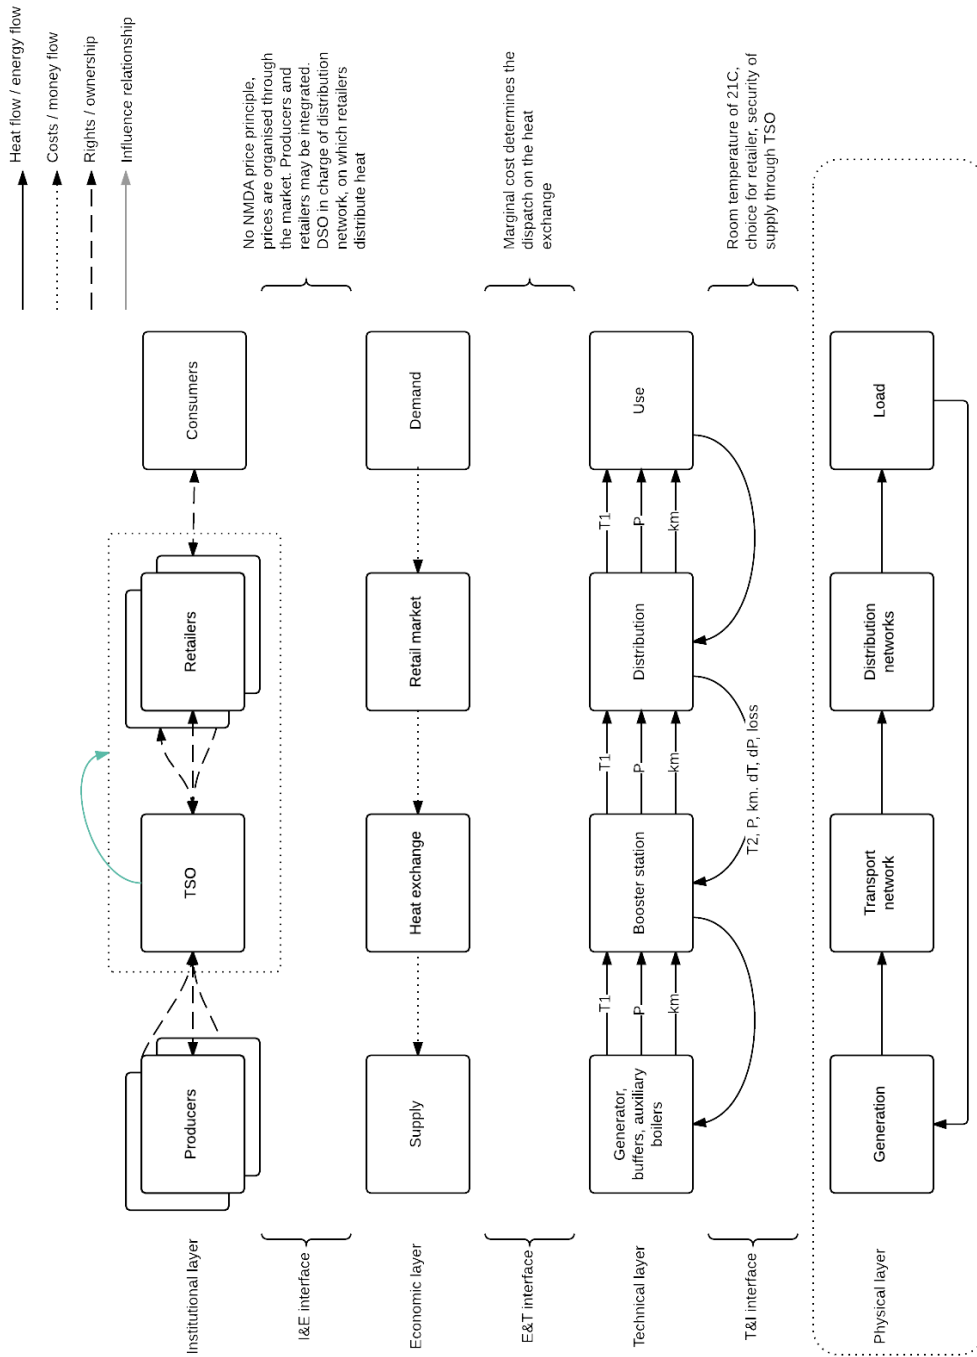 Heat flow / energy flow
Costs / money flow
Rights / ownership
Influence relationship
Institutional layer
Producers
TSO
Retailers
Consumers
I&E interface
No NMDA price principle,
prices are organised through
the market. Producers and
retailers may be integrated.
DSO in charge of distribution
network, on which retailers
distribute heat
Economic layer
Supply
Heat exchange
Retail market
Demand
E&T interface
Marginal cost determines the
dispatch on the heat
exchange
Technical layer
Generator,
buffers, auxiliary
boilers
T1
P
km
Booster station
T1
P
km
Distribution
T1
P
km
Use
T2, P, km. dT, dP, loss
T&I interface
Room temperature of 21C,
choice for retailer, security of
supply through TSO
Physical layer
Generation
Transport
network
Distribution
networks
Load